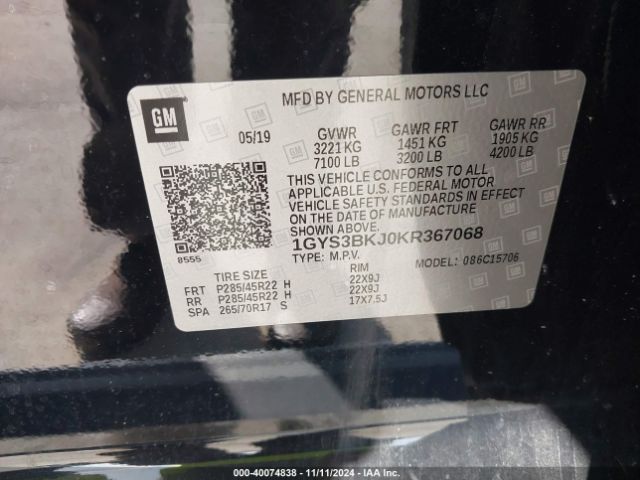 GM
MFD BY GENERAL MOTORS LLC
05/19 GVWR GAWR FRT GAWR RR
3221 KG 1451 KG 1905 KG
7100 LB 3200 LB 4200 LB
THIS VEHICLE CONFORMS TO ALL
APPLICABLE U.S. FEDERAL MOTOR
VEHICLE SAFETY STANDARDS IN EFFECT
ON THE DATE OF MANUFACTURE
SHOWN ABOVE.
8555
1GYS3BKJ0KR367068
TYPE: M.P.V. MODEL: 086C15706
TIRE SIZE RIM
FRT P285/45R22 H 22X9J
RR P285/45R22 H 22X9J
SPA 265/70R17 S 17X7.5J
000-40074838 - 11/11/2024 - IAA Inc.